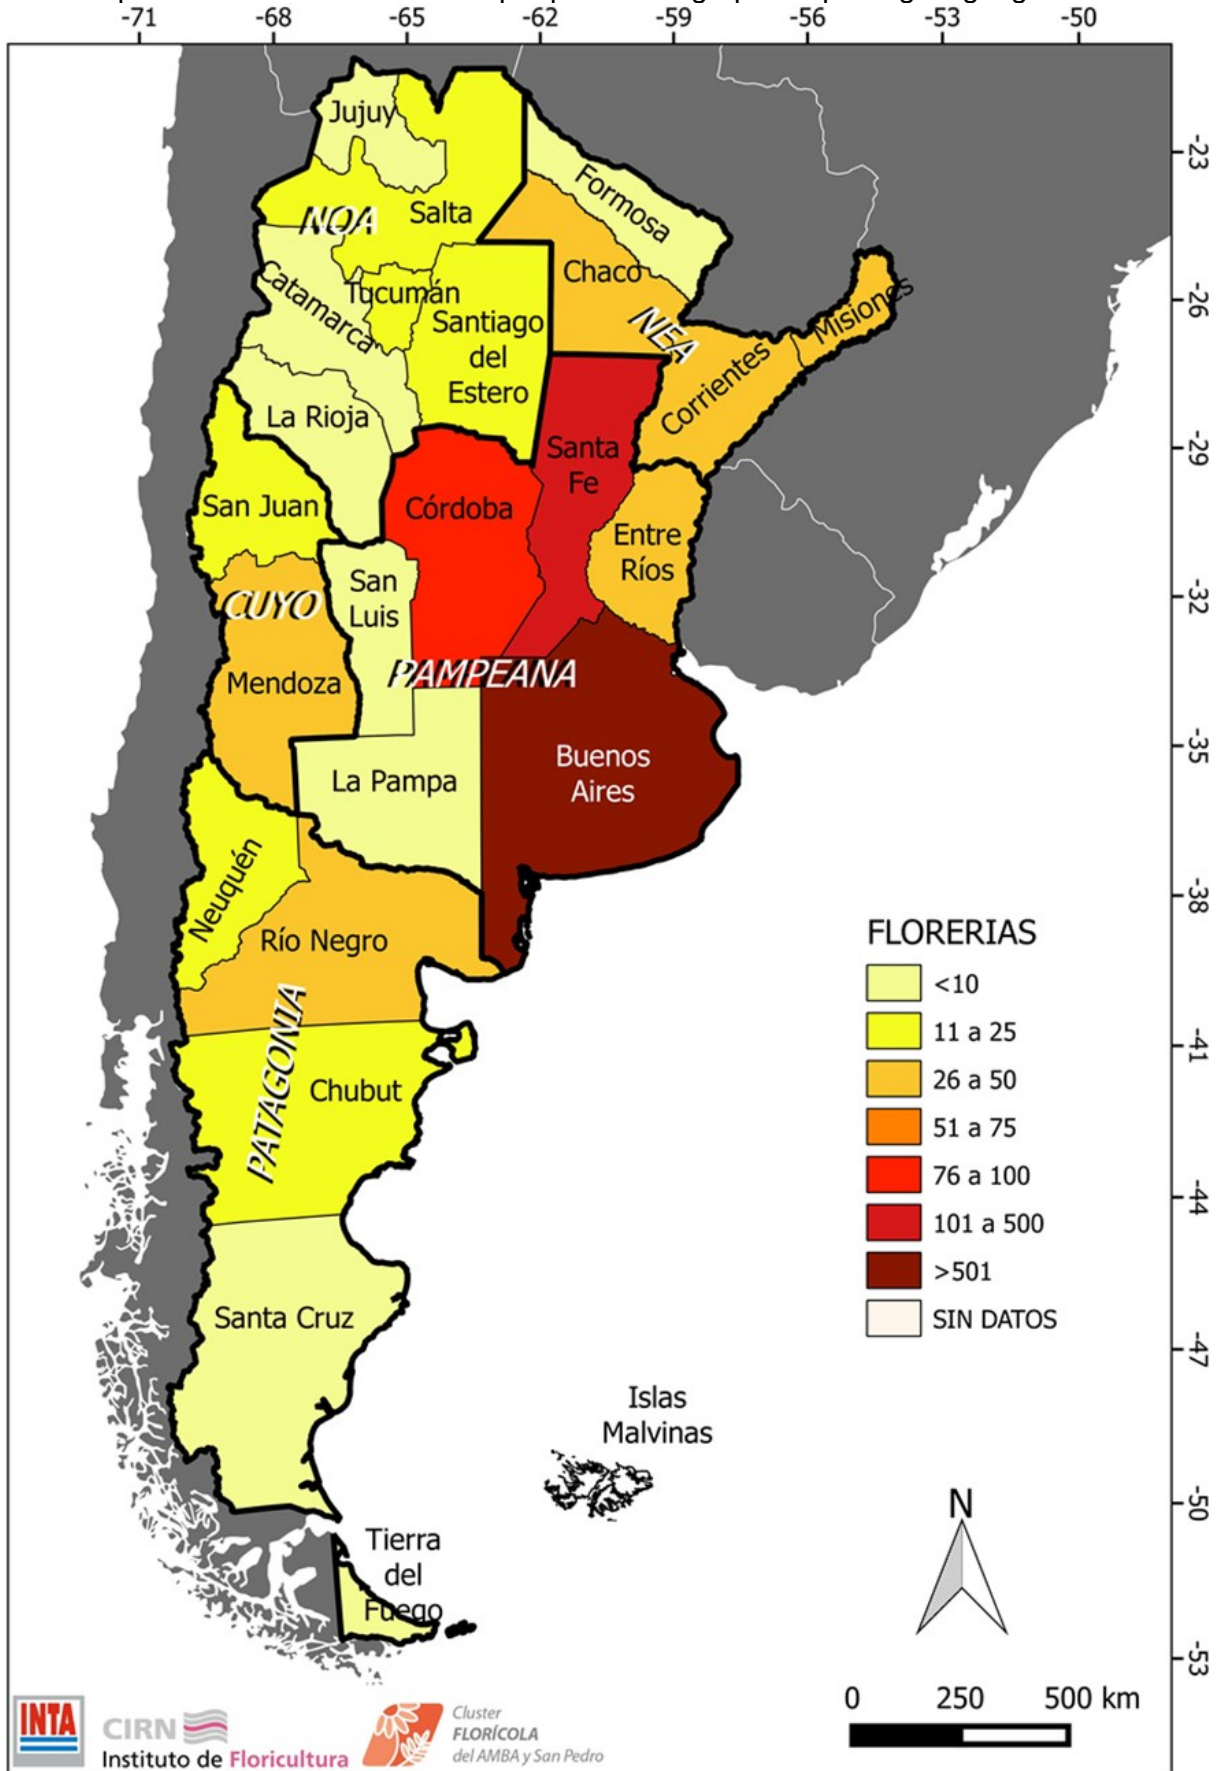 -71 -68 -65 -62 -59 -56 -53 -50
-23
-26
-29
-32
-35
-38
-41
-44
-47
-50
-53
Jujuy
Formosa
NOA
Salta
Chaco
Catamarca
Tucumán
Misiones
Santiago
del
Estero
NEA
Corrientes
La Rioja
Santa
Fe
San Juan
Córdoba
Entre
Ríos
San
Luis
CUYO
PAMPEANA
Mendoza
Buenos
Aires
La Pampa
Neuquén
Río Negro
PATAGONIA
Chubut
Santa Cruz
Islas
Malvinas
Tierra
del
Fuego
FLORERIAS
<10
11 a 25
26 a 50
51 a 75
76 a 100
101 a 500
>501
SIN DATOS
N
0 250 500 km
INTA
CIRN
Instituto de Floricultura
Cluster
FLORÍCOLA
del AMBA y San Pedro